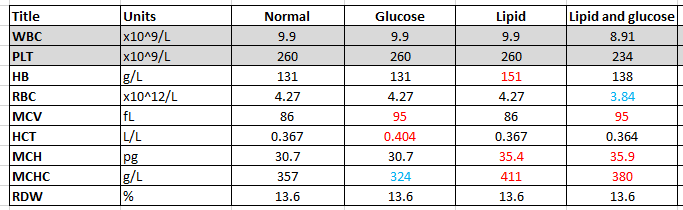 Title Units Normal Glucose Lipid Lipid and glucose
WBC x10^9/L 9.9 9.9 9.9 8.91
PLT x10^9/L 260 260 260 234
HB g/L 131 131 151 138
RBC x10^12/L 4.27 4.27 4.27 3.84
MCV fL 86 95 86 95
HCT L/L 0.367 0.404 0.367 0.364
MCH pg 30.7 30.7 35.4 35.9
MCHC g/L 357 324 411 380
RDW % 13.6 13.6 13.6 13.6